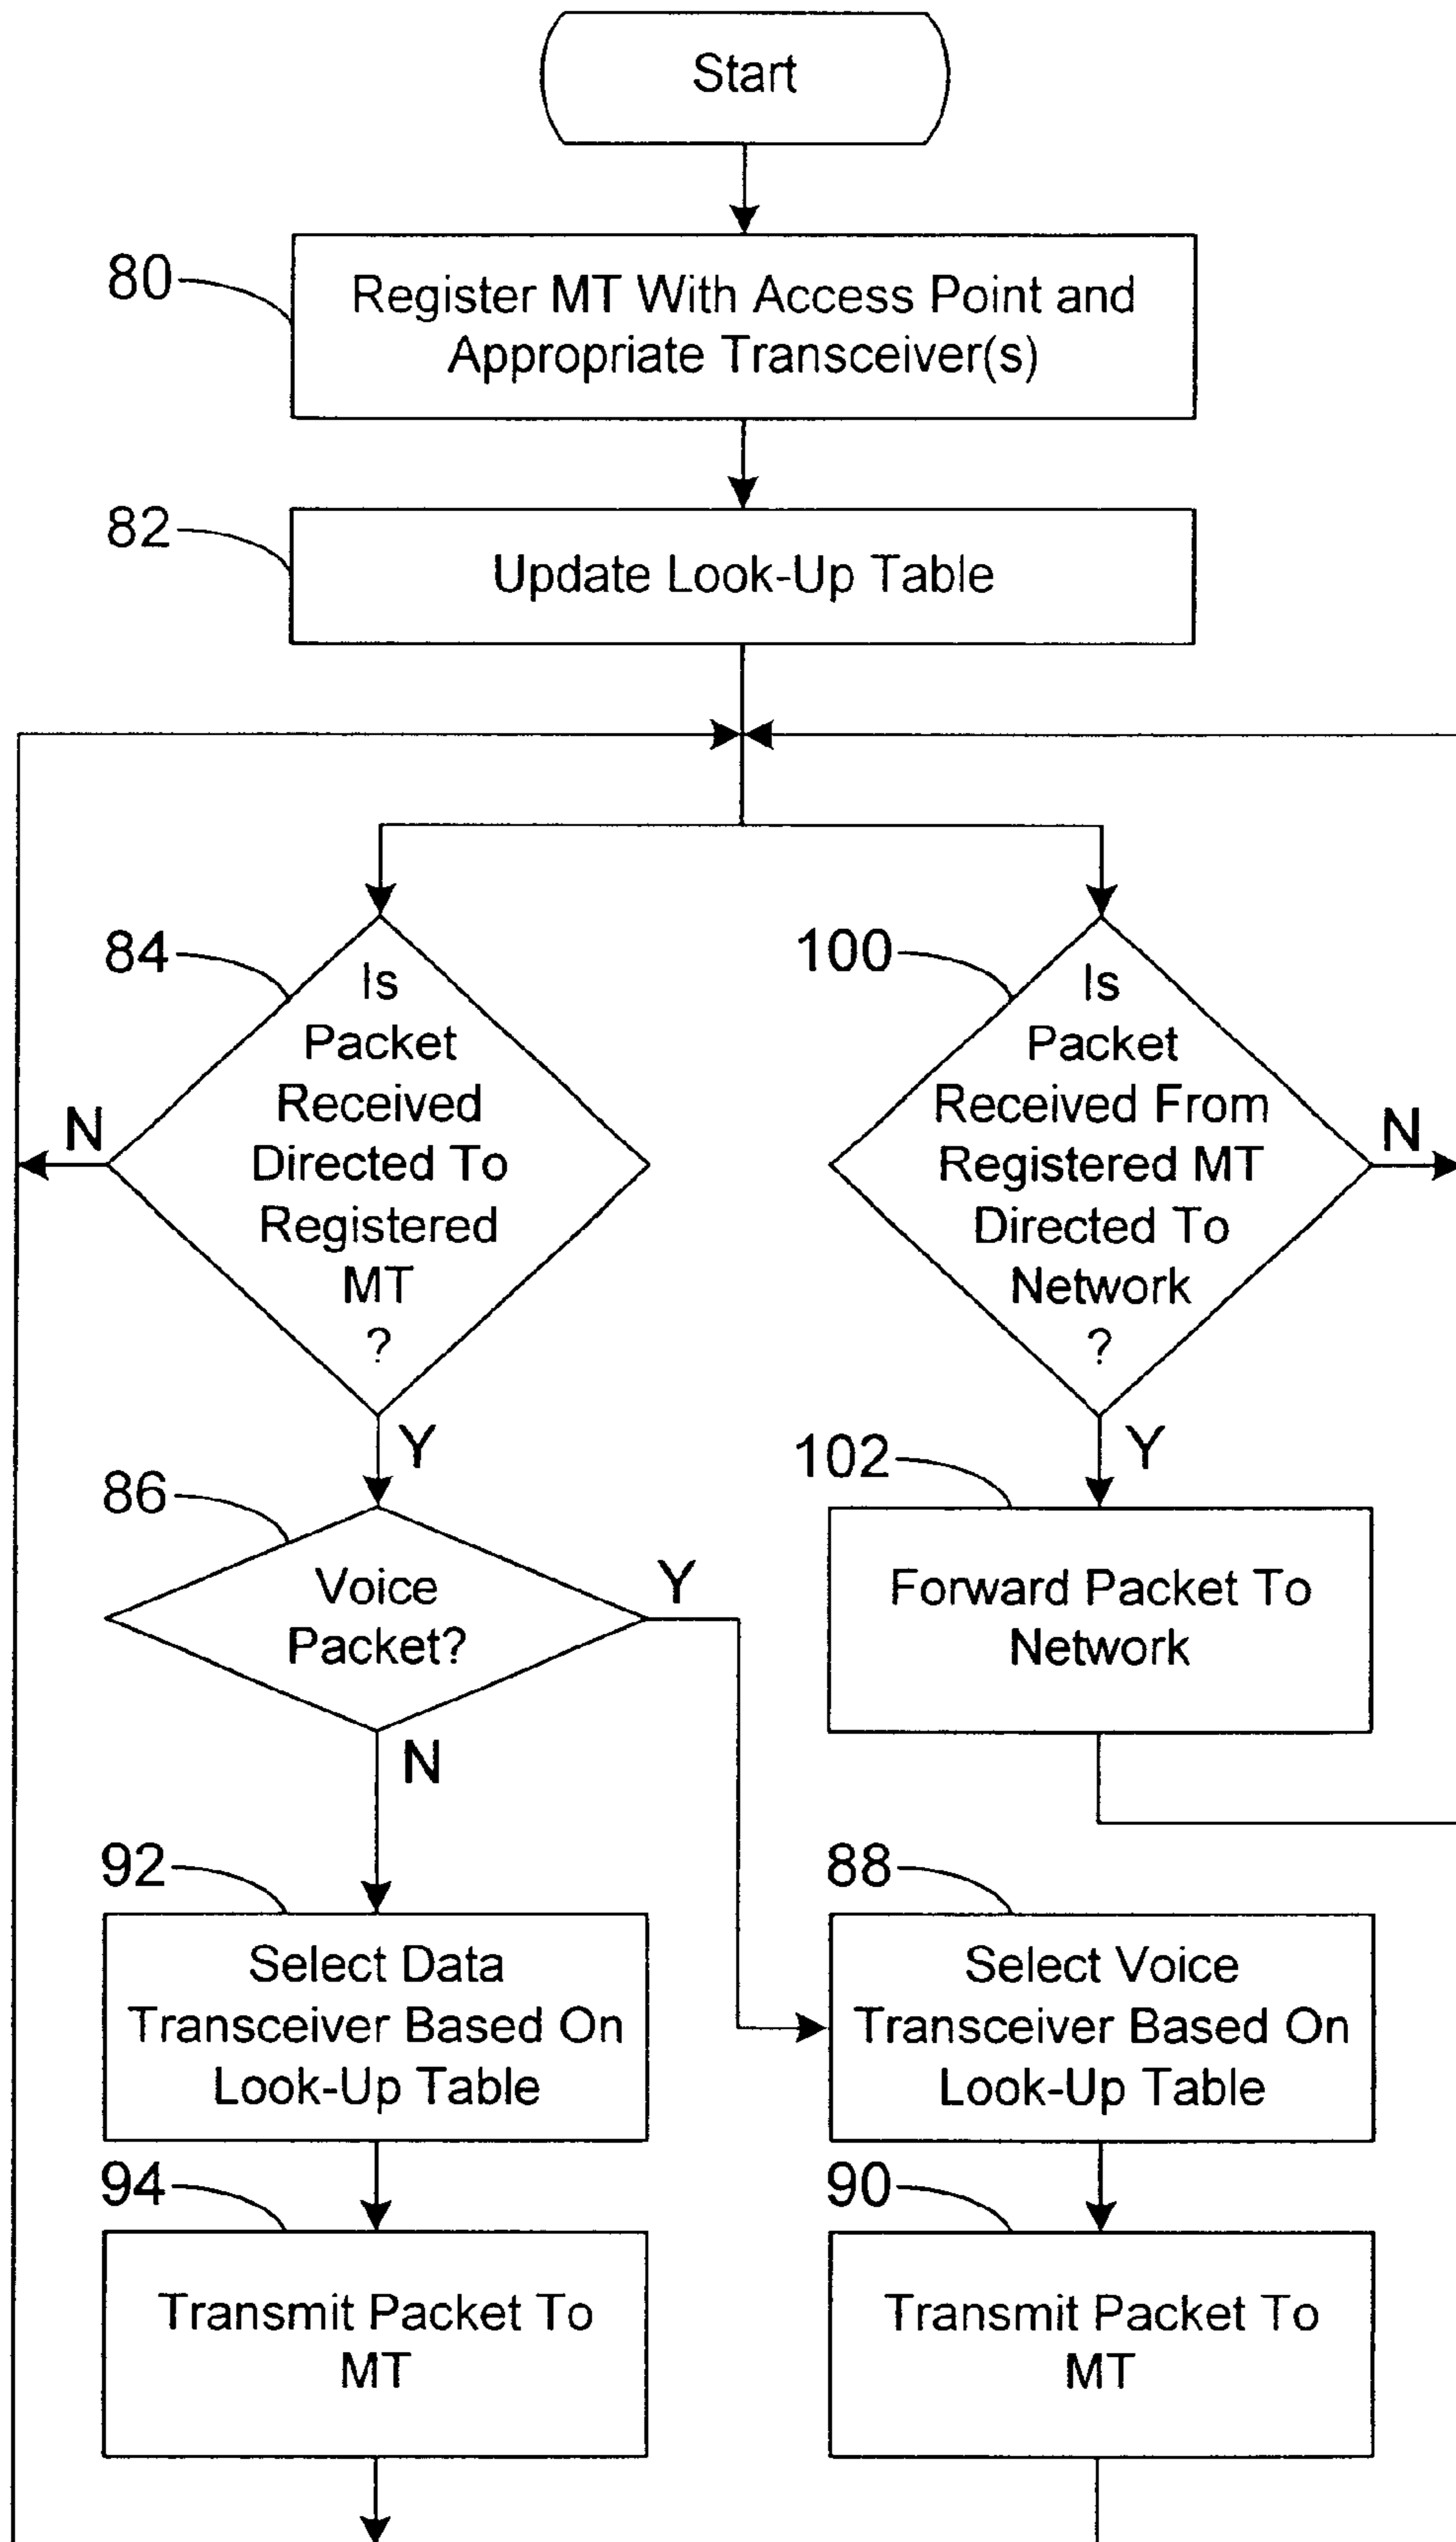 Start
80
Register MT With Access Point and
Appropriate Transceiver(s)
82
Update Look-Up Table
84
Is
Packet
Received
Directed To
Registered
MT
?
N
Y
100
Is
Packet
Received From
Registered MT
Directed To
Network
?
N
Y
86
Voice
Packet?
Y
N
102
Forward Packet To
Network
92
Select Data
Transceiver Based On
Look-Up Table
88
Select Voice
Transceiver Based On
Look-Up Table
94
Transmit Packet To
MT
90
Transmit Packet To
MT